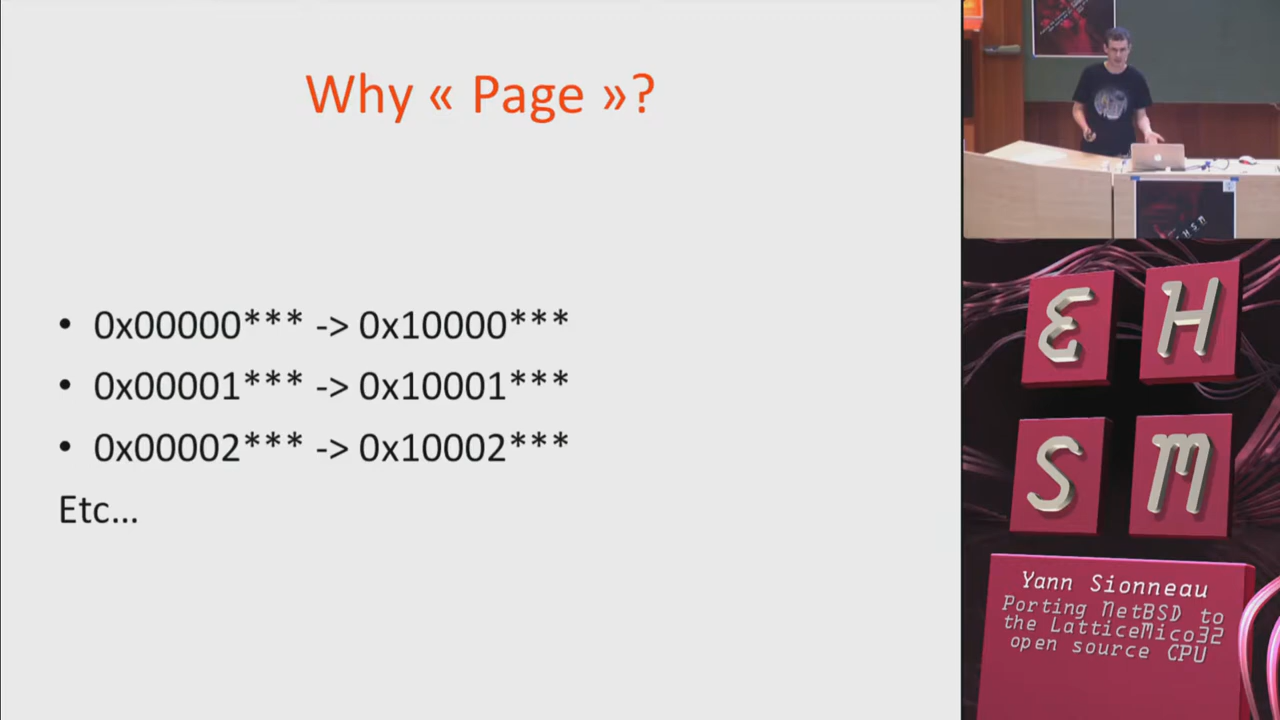 Why « Page »?
• 0x00000*** -> 0x10000***
• 0x00001*** -> 0x10001***
• 0x00002*** -> 0x10002***
Etc...
E H
S M
Yann Sionneau
Porting NetBSD to
the LatticeMico32
open source CPU